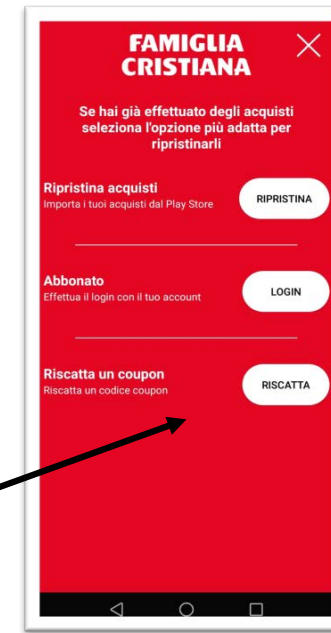 FAMIGLIA
CRISTIANA
Se hai già effettuato degli acquisti
seleziona l'opzione più adatta per
ripristinarli
Ripristina acquisti
Importa i tuoi acquisti dal Play Store
RIPRISTINA
Abbonato
Effettua il login con il tuo account
LOGIN
Riscatta un coupon
Riscatta un codice coupon
RISCATTA